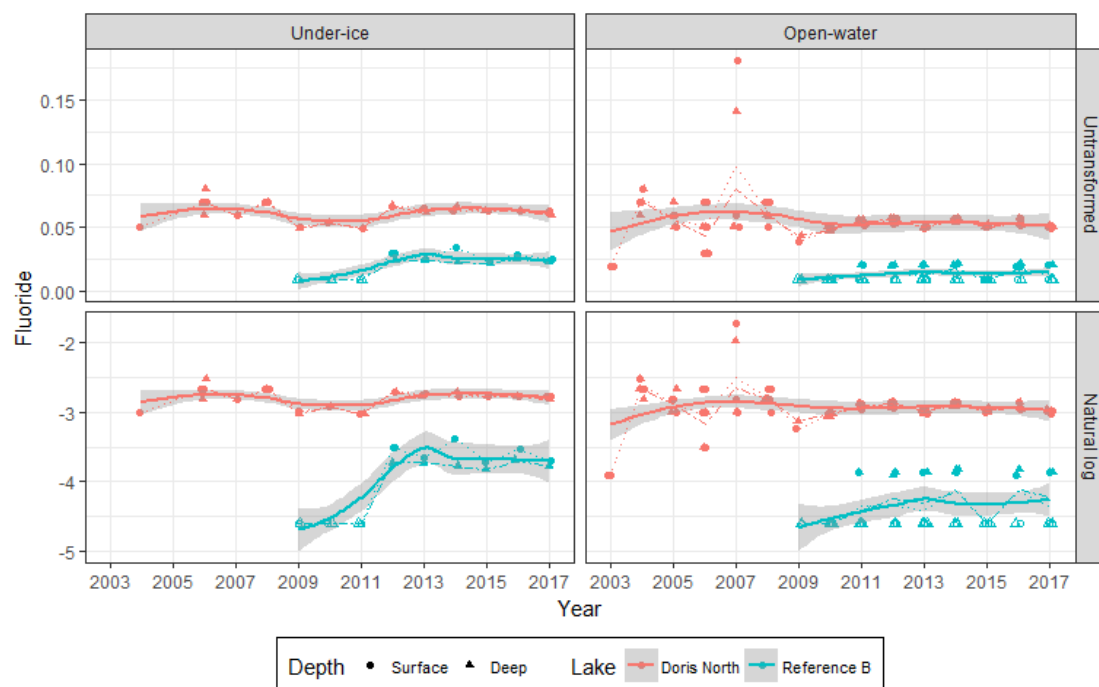 Under-ice
Open-water
0.15
0.10
0.05
0.00
Untransformed
Fluoride
-2
-3
-4
-5
Natural log
2003 2005 2007 2009 2011 2013 2015 2017
2003 2005 2007 2009 2011 2013 2015 2017
Year
Depth Surface Deep Lake Doris North Reference B